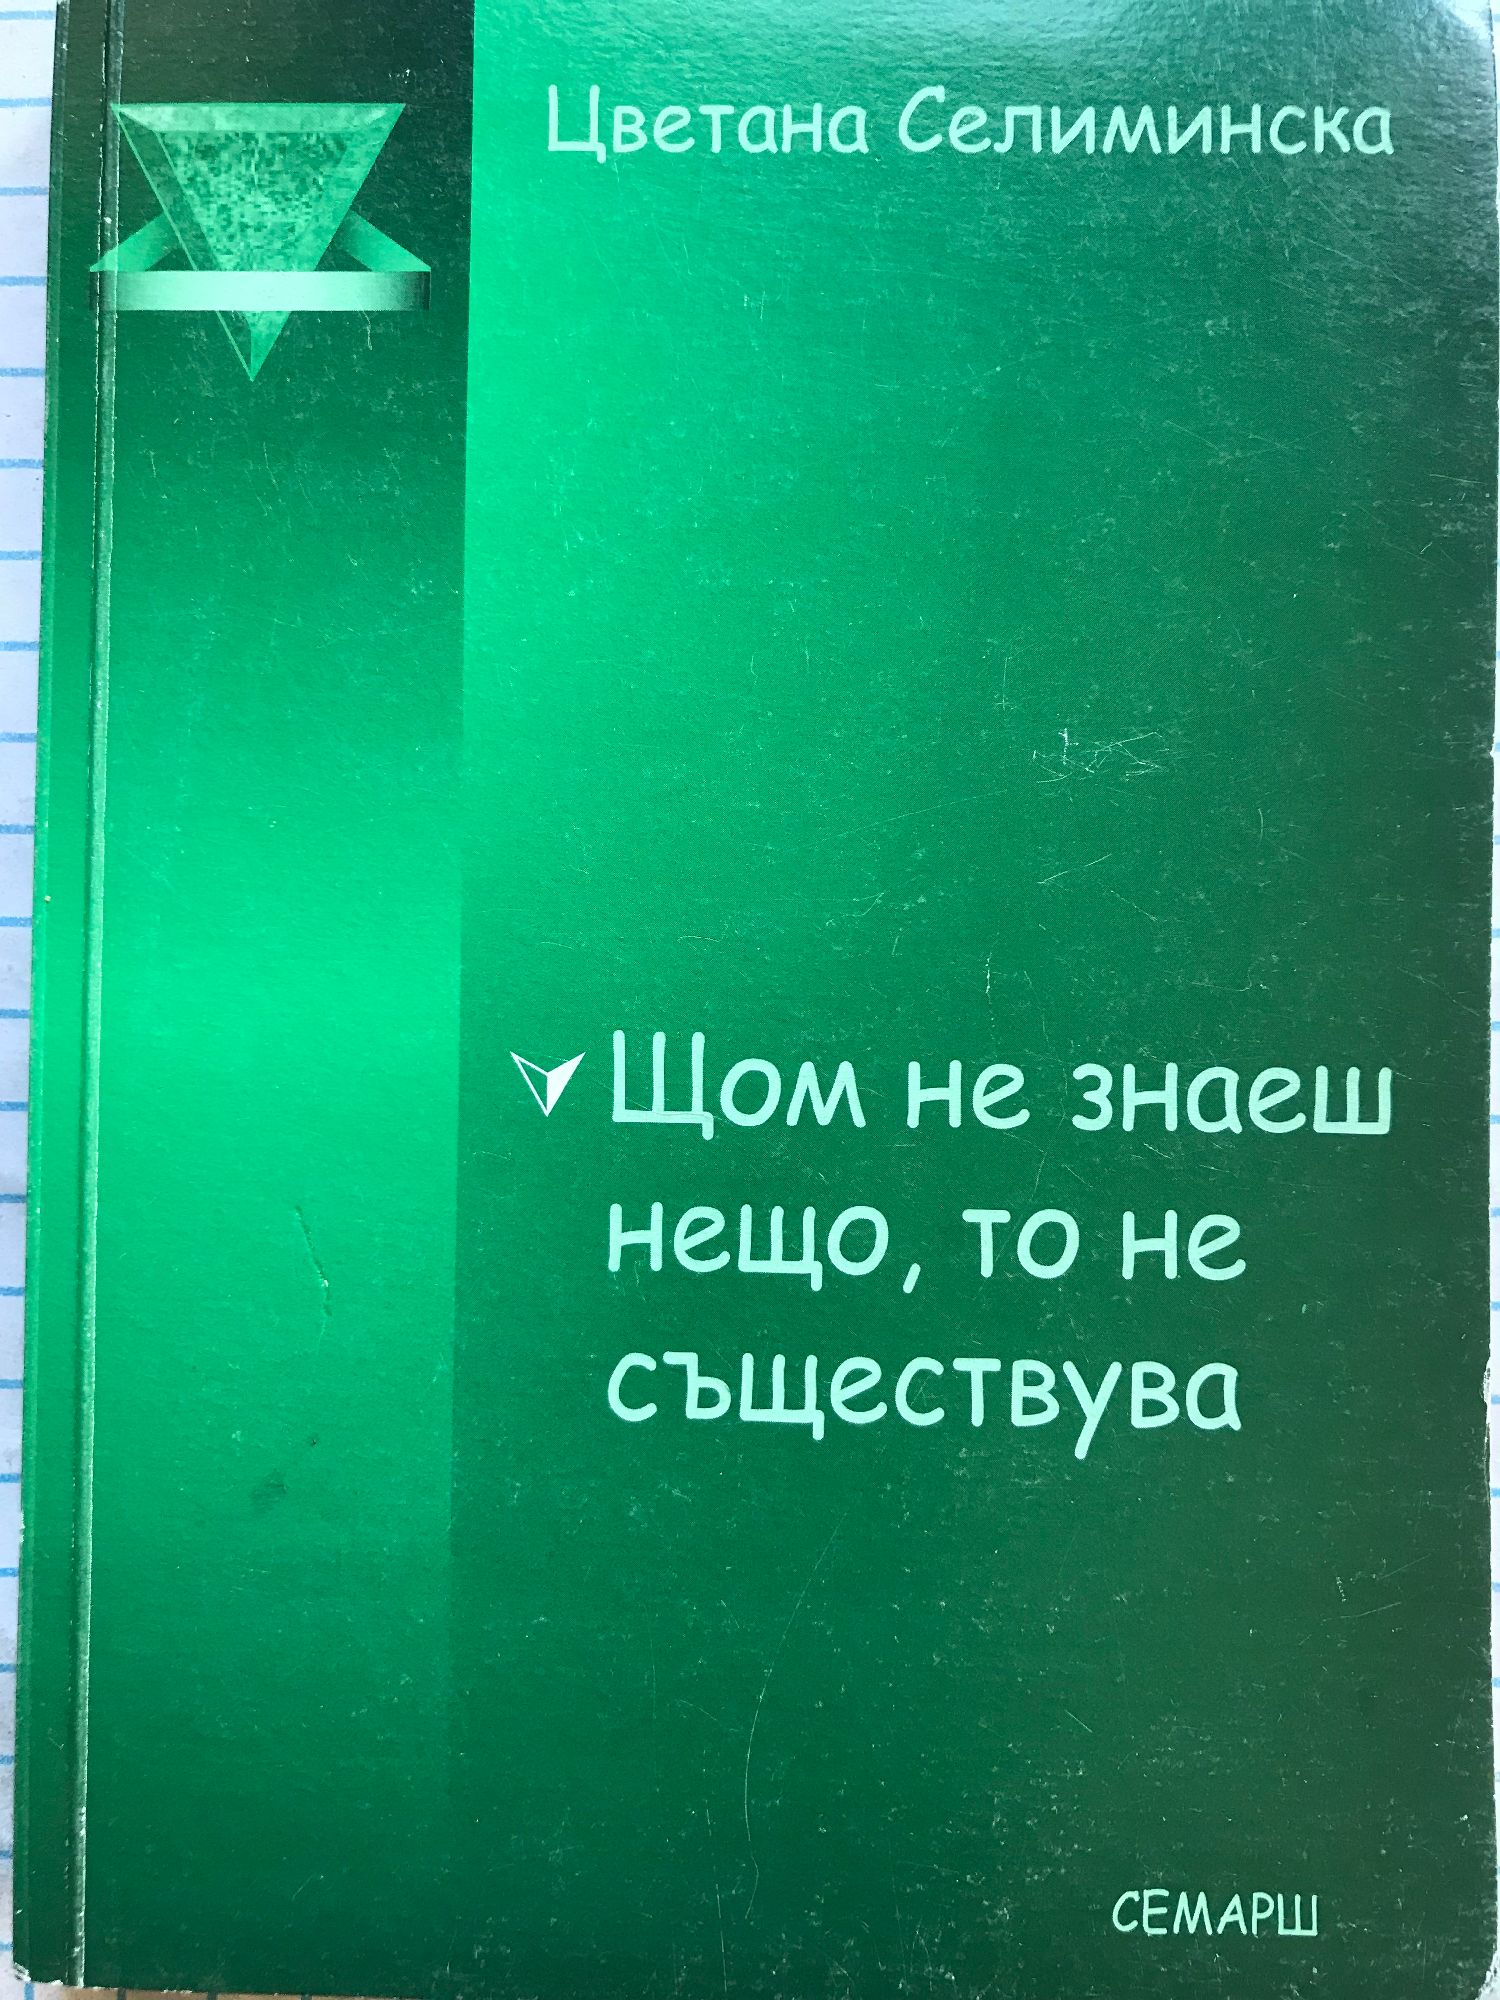 Цветана Селиминска
Щом не знаеш
нещо, то не
съществува
СЕМАРШ